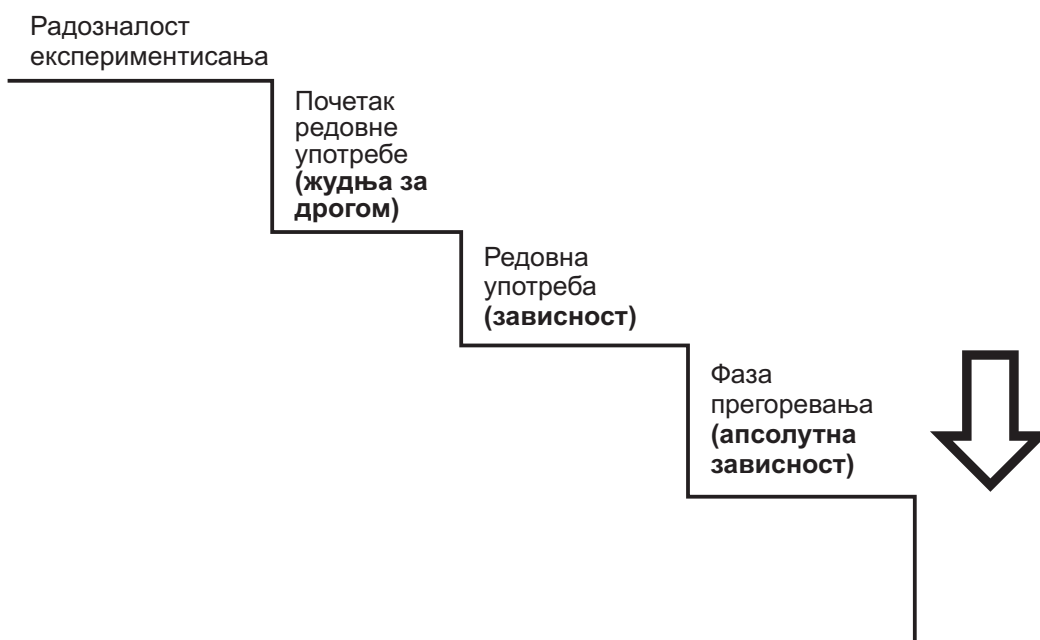 Радозналост
експериментисања
Почетак
редовне
употребе
(жудња за
дрогом)
Редовна
употреба
(зависност)
Фаза
прегоревања
(апсолутна
зависност)